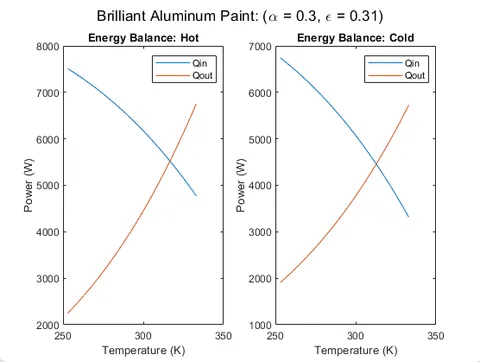 Brilliant Aluminum Paint: (α = 0.3, ϵ = 0.31)
Energy Balance: Hot
Qin
Qout
8000
7000
6000
5000
4000
3000
2000
Power (W)
250
300
350
Temperature (K)
Energy Balance: Cold
Qin
Qout
7000
6000
5000
4000
3000
2000
1000
Power (W)
250
300
350
Temperature (K)